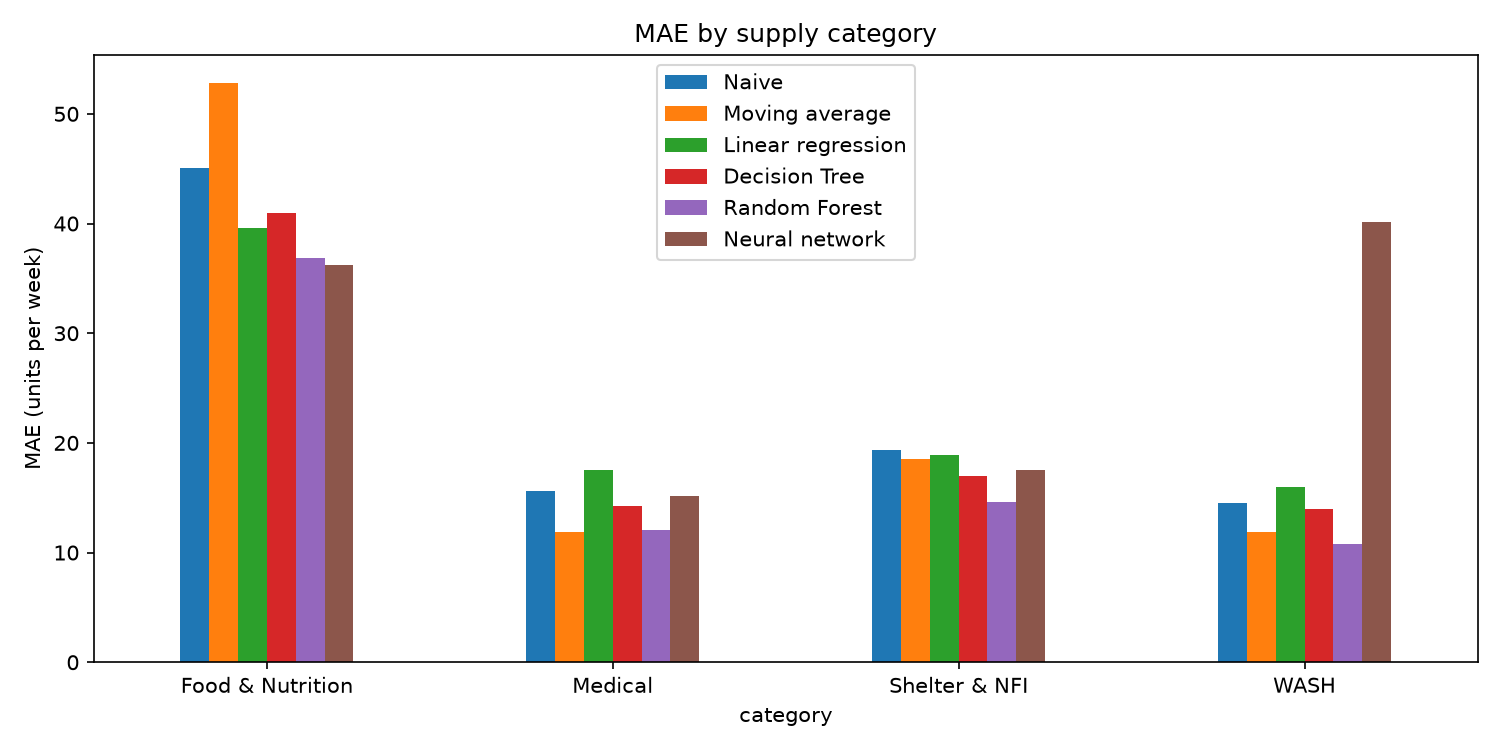 MAE by supply category
Naive
Moving average
Linear regression
Decision Tree
Random Forest
Neural network
MAE (units per week)
50
40
30
20
10
0
Food & Nutrition
Medical
Shelter & NFI
WASH
category